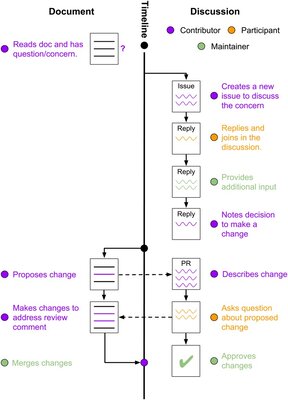 Document
Timeline
Discussion
Contributor
Participant
Maintainer
Reads doc and has
question/concern.
?
Issue
Creates a new
issue to discuss
the concern
Reply
Replies and
joins in the
discussion.
Reply
Provides
additional input
Reply
Notes decision
to make a
change
Proposes change
PR
Describes change
Makes changes to
address review
comment
Asks question
about proposed
change
Merges changes
Approves
changes